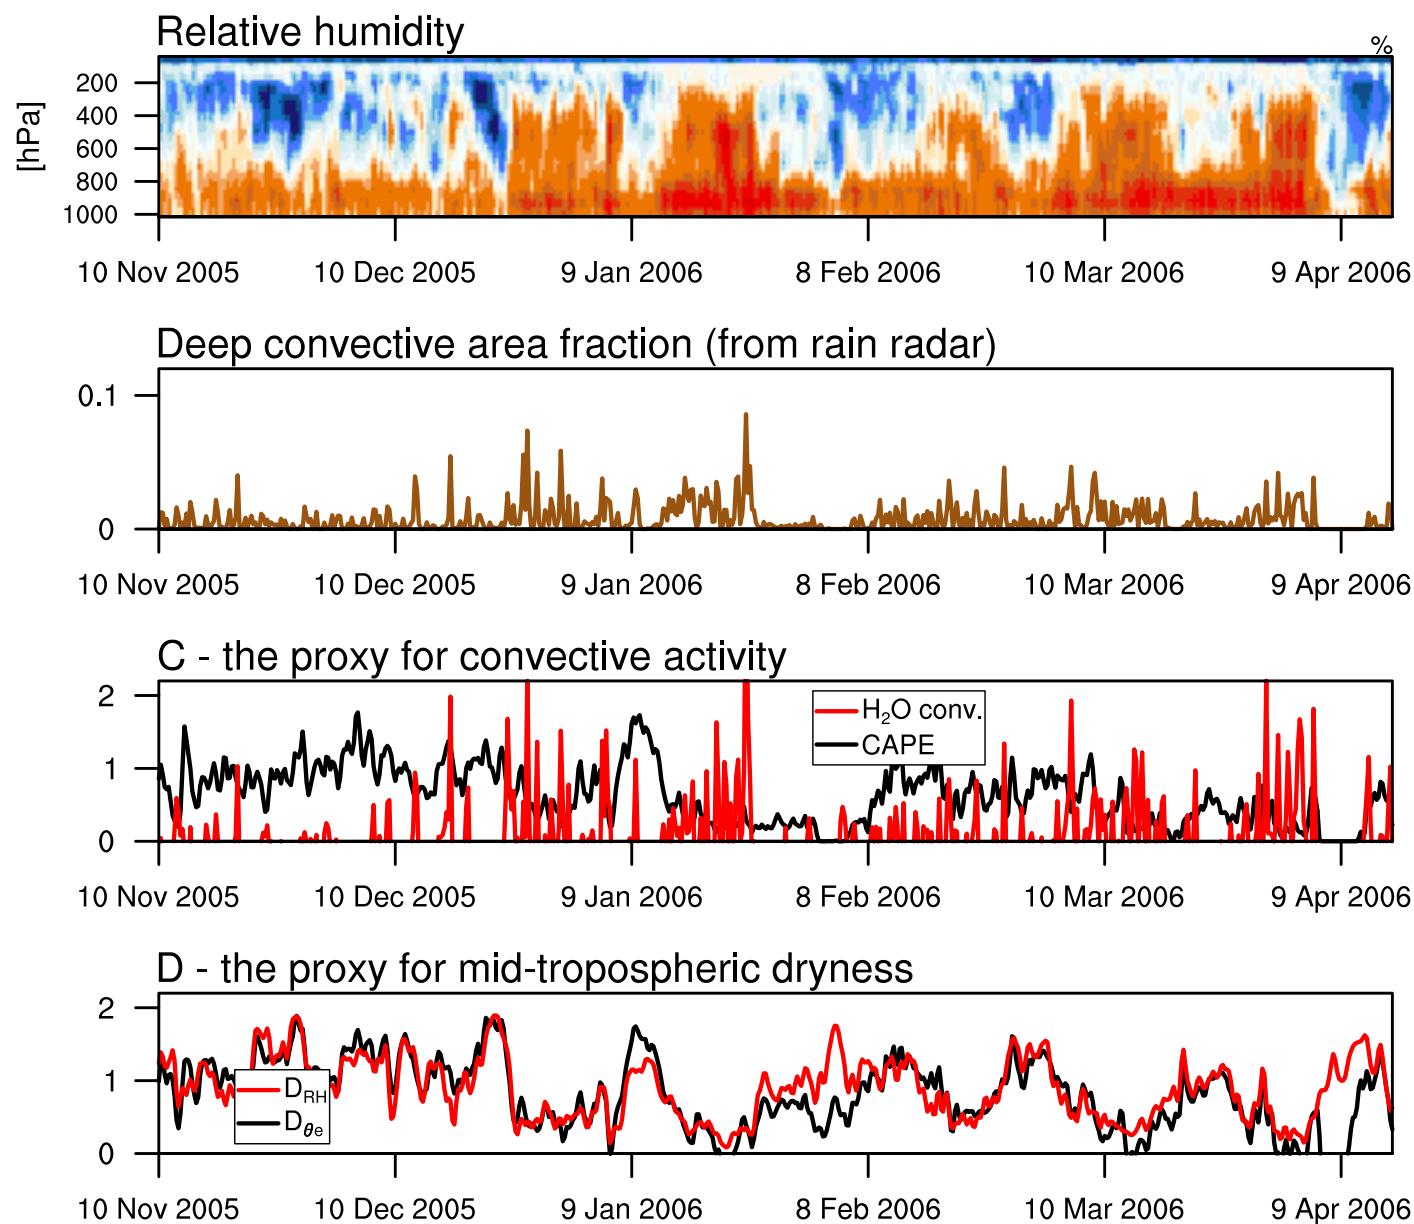 Relative humidity
%
[hPa]
200
400
600
800
1000
10 Nov 2005 10 Dec 2005 9 Jan 2006 8 Feb 2006 10 Mar 2006 9 Apr 2006
Deep convective area fraction (from rain radar)
0.1
0
10 Nov 2005 10 Dec 2005 9 Jan 2006 8 Feb 2006 10 Mar 2006 9 Apr 2006
C - the proxy for convective activity
2
1
0
H₂O conv.
CAPE
10 Nov 2005 10 Dec 2005 9 Jan 2006 8 Feb 2006 10 Mar 2006 9 Apr 2006
D - the proxy for mid-tropospheric dryness
2
1
0
D_RH
D_θe
10 Nov 2005 10 Dec 2005 9 Jan 2006 8 Feb 2006 10 Mar 2006 9 Apr 2006